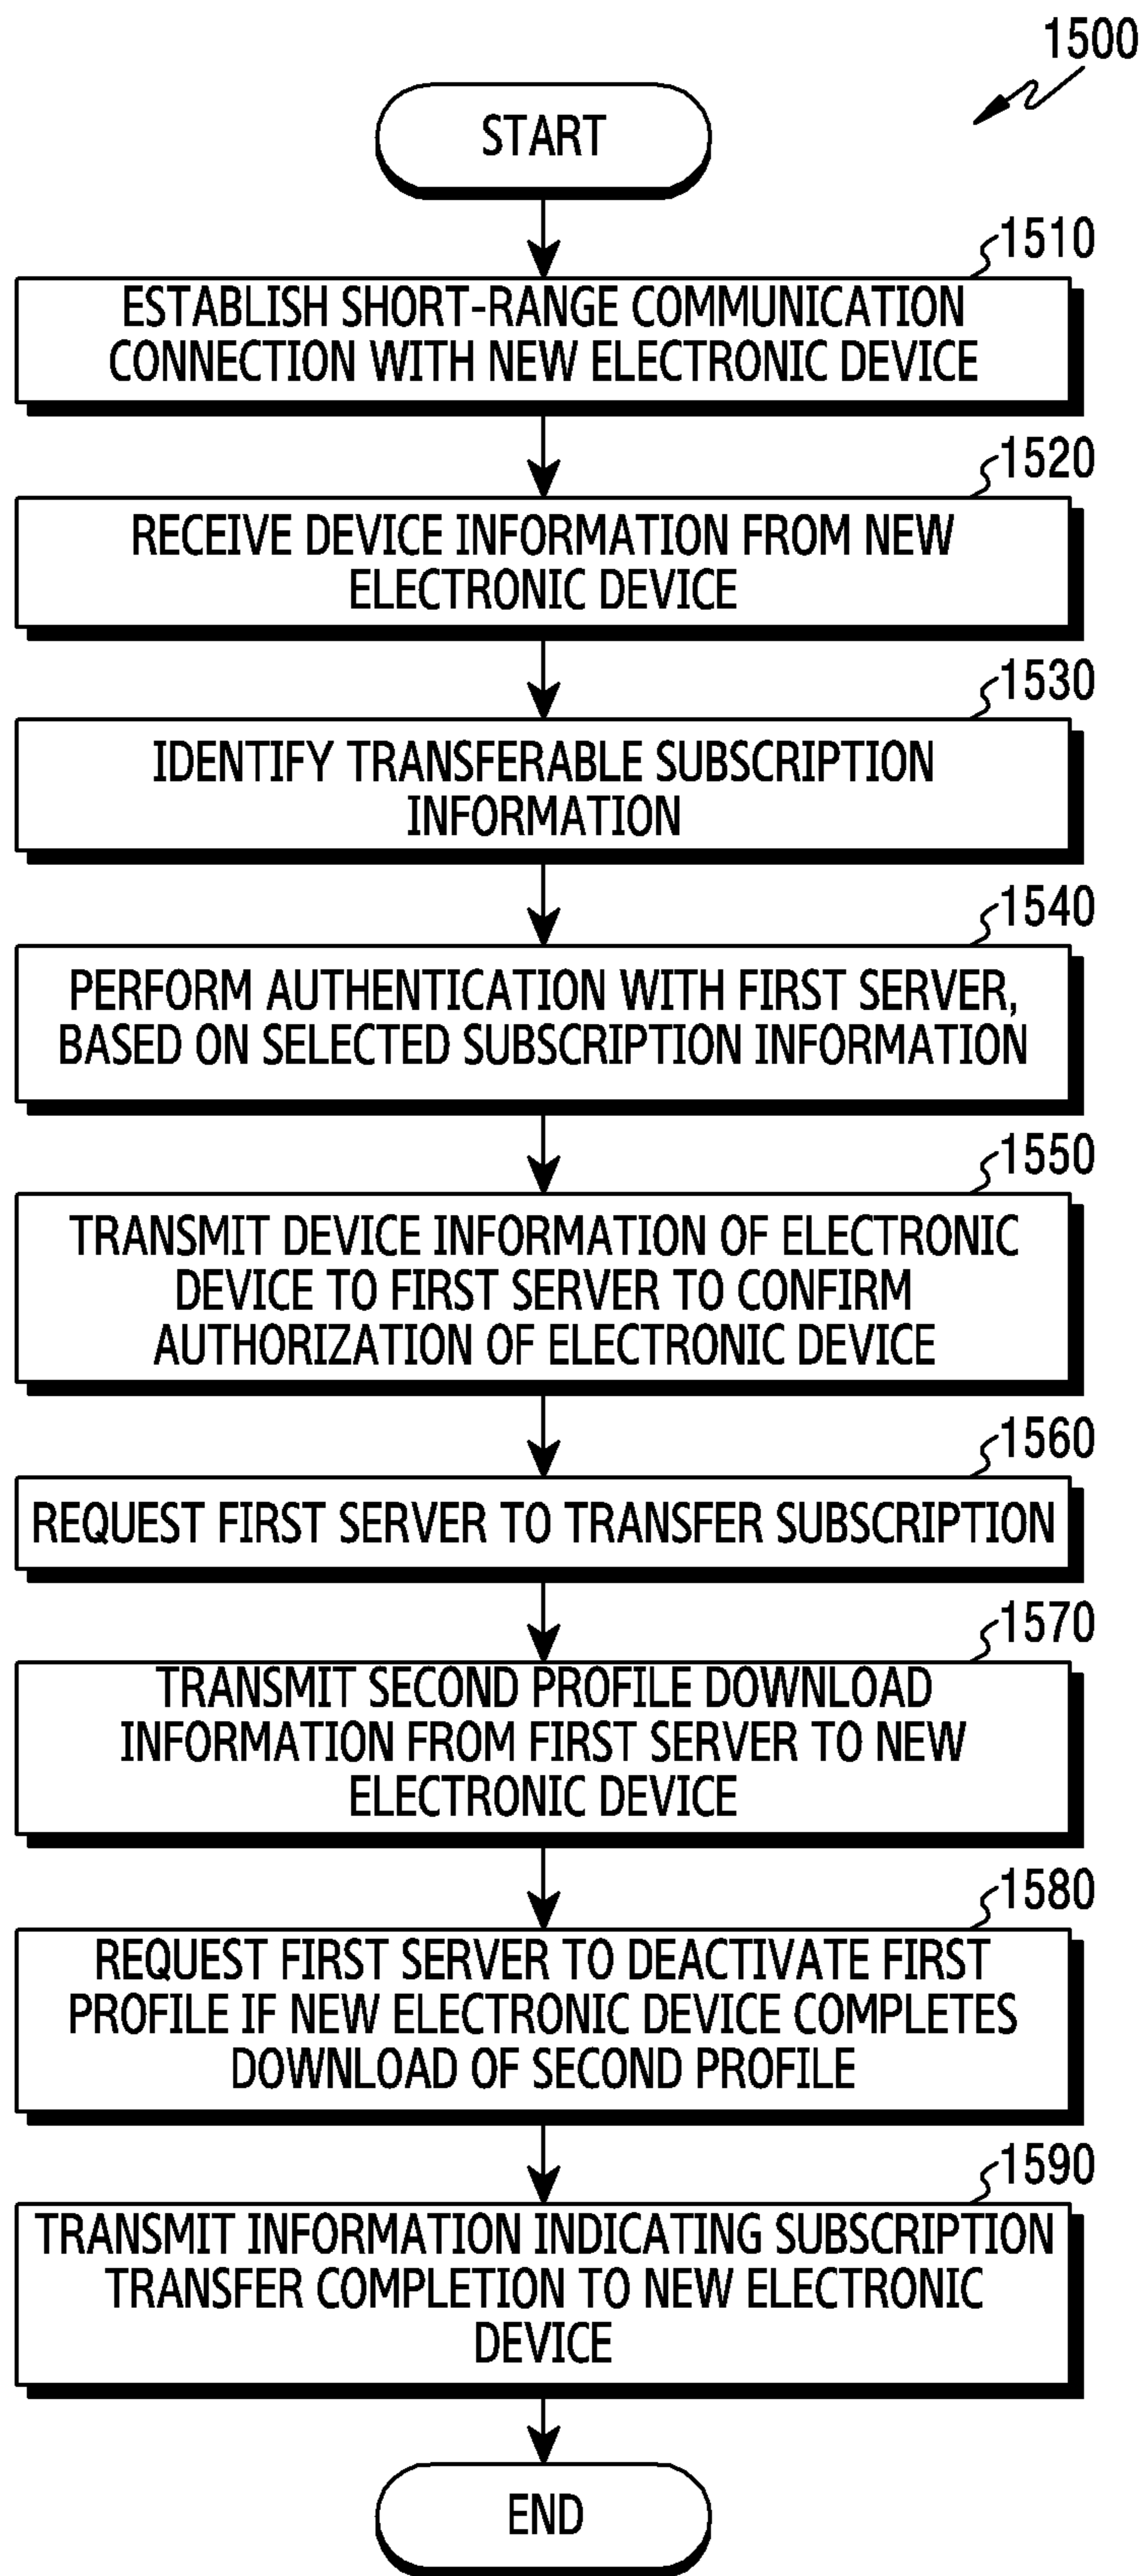 1500
START
1510
ESTABLISH SHORT-RANGE COMMUNICATION
CONNECTION WITH NEW ELECTRONIC DEVICE
1520
RECEIVE DEVICE INFORMATION FROM NEW
ELECTRONIC DEVICE
1530
IDENTIFY TRANSFERABLE SUBSCRIPTION
INFORMATION
1540
PERFORM AUTHENTICATION WITH FIRST SERVER,
BASED ON SELECTED SUBSCRIPTION INFORMATION
1550
TRANSMIT DEVICE INFORMATION OF ELECTRONIC
DEVICE TO FIRST SERVER TO CONFIRM
AUTHORIZATION OF ELECTRONIC DEVICE
1560
REQUEST FIRST SERVER TO TRANSFER SUBSCRIPTION
1570
TRANSMIT SECOND PROFILE DOWNLOAD
INFORMATION FROM FIRST SERVER TO NEW
ELECTRONIC DEVICE
1580
REQUEST FIRST SERVER TO DEACTIVATE FIRST
PROFILE IF NEW ELECTRONIC DEVICE COMPLETES
DOWNLOAD OF SECOND PROFILE
1590
TRANSMIT INFORMATION INDICATING SUBSCRIPTION
TRANSFER COMPLETION TO NEW ELECTRONIC
DEVICE
END